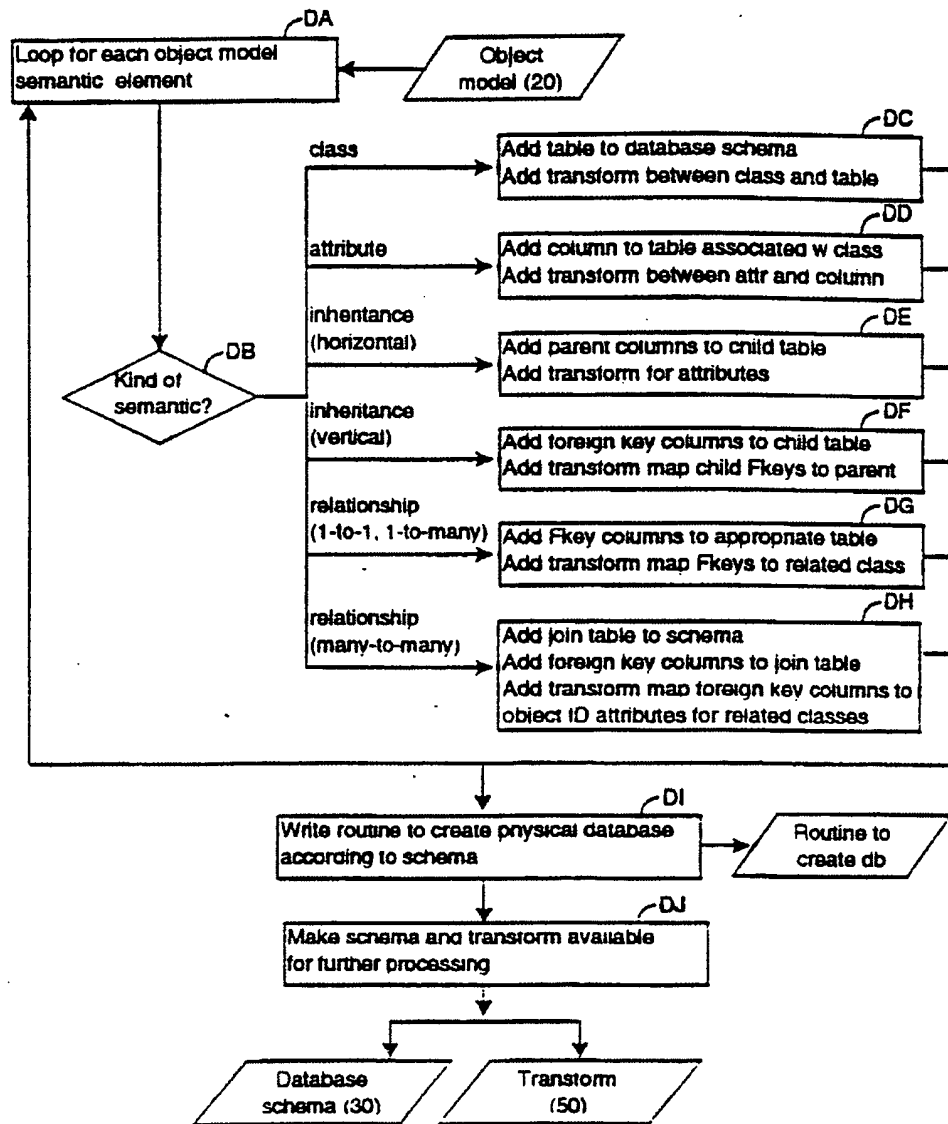 DA
Loop for each object model
semantic element
Object
model (20)
DC
class
Add table to database schema
Add transform between class and table
DD
attribute
Add column to table associated w class
Add transform between attr and column
DE
inheritance
(horizontal)
Add parent columns to child table
Add transform for attributes
DB
Kind of
semantic?
DF
inheritance
(vertical)
Add foreign key columns to child table
Add transform map child Fkeys to parent
DG
relationship
(1-to-1, 1-to-many)
Add Fkey columns to appropriate table
Add transform map Fkeys to related class
DH
relationship
(many-to-many)
Add join table to schema
Add foreign key columns to join table
Add transform map foreign key columns to
object ID attributes for related classes
DI
Write routine to create physical database
according to schema
Routine to
create db
DJ
Make schema and transform available
for further processing
Database
schema (30)
Transform
(50)